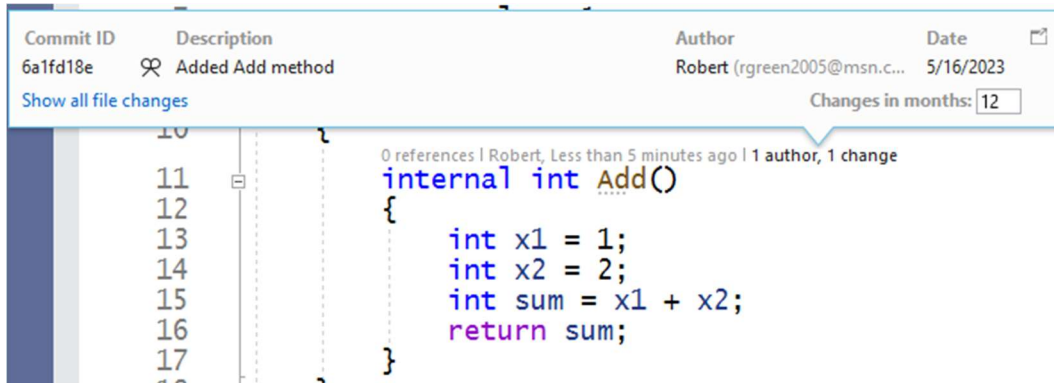 Commit ID Description Author Date
6a1fd18e Added Add method Robert (rgreen2005@msn.c... 5/16/2023
Show all file changes Changes in months: 12
10 {
0 references | Robert, Less than 5 minutes ago | 1 author, 1 change
11 internal int Add()
12 {
13 int x1 = 1;
14 int x2 = 2;
15 int sum = x1 + x2;
16 return sum;
17 }